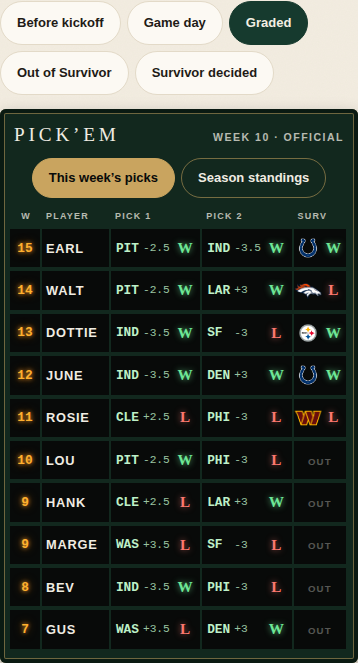 Before kickoff Game day Graded
Out of Survivor Survivor decided
PICK’EM WEEK 10 · OFFICIAL
This week’s picks Season standings
W PLAYER PICK 1 PICK 2 SURV
15 EARL PIT -2.5 W IND -3.5 W W
14 WALT PIT -2.5 W LAR +3 W L
13 DOTTIE IND -3.5 W SF -3 L W
12 JUNE IND -3.5 W DEN +3 W W
11 ROSIE CLE +2.5 L PHI -3 L W L
10 LOU PIT -2.5 W PHI -3 L OUT
9 HANK CLE +2.5 L LAR +3 W OUT
9 MARGE WAS +3.5 L SF -3 L OUT
8 BEV IND -3.5 W PHI -3 L OUT
7 GUS WAS +3.5 L DEN +3 W OUT